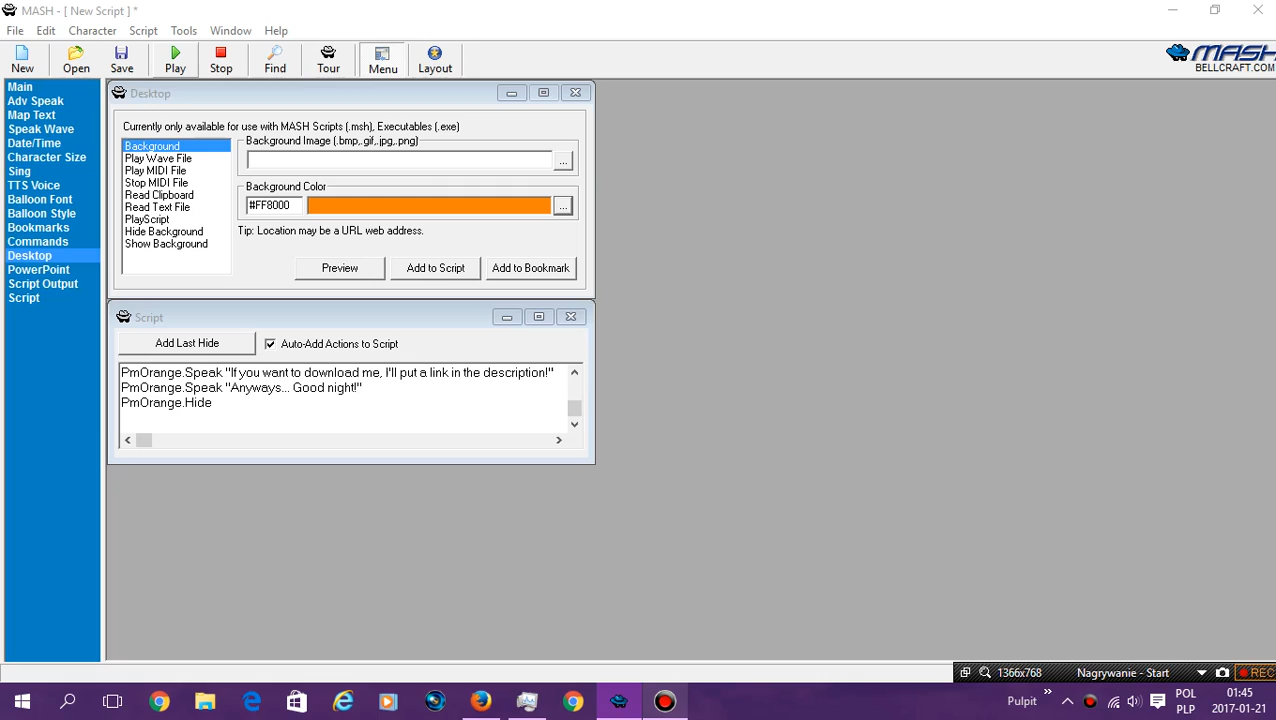 MASH - [ New Script ] *
File Edit Character Script Tools Window Help
New Open Save Play Stop Find Tour Menu Layout
MASH
BELLCRAFT.COM
Main
Adv Speak
Map Text
Speak Wave
Date/Time
Character Size
Sing
TTS Voice
Balloon Font
Balloon Style
Bookmarks
Commands
Desktop
PowerPoint
Script Output
Script
Desktop
Currently only available for use with MASH Scripts (.msh), Executables (.exe)
Background
Play Wave File
Play MIDI File
Stop MIDI File
Read Clipboard
Read Text File
PlayScript
Hide Background
Show Background
Background Image (.bmp,.gif,.jpg,.png)
...
Background Color
#FF8000
...
Tip: Location may be a URL web address.
Preview Add to Script Add to Bookmark
Script
Add Last Hide Auto-Add Actions to Script
PmOrange.Speak "If you want to download me, I'll put a link in the description!"
PmOrange.Speak "Anyways... Good night!"
PmOrange.Hide
1366x768 Nagrywanie - Start REC
Pulpit
POL
PLP
01:45
2017-01-21